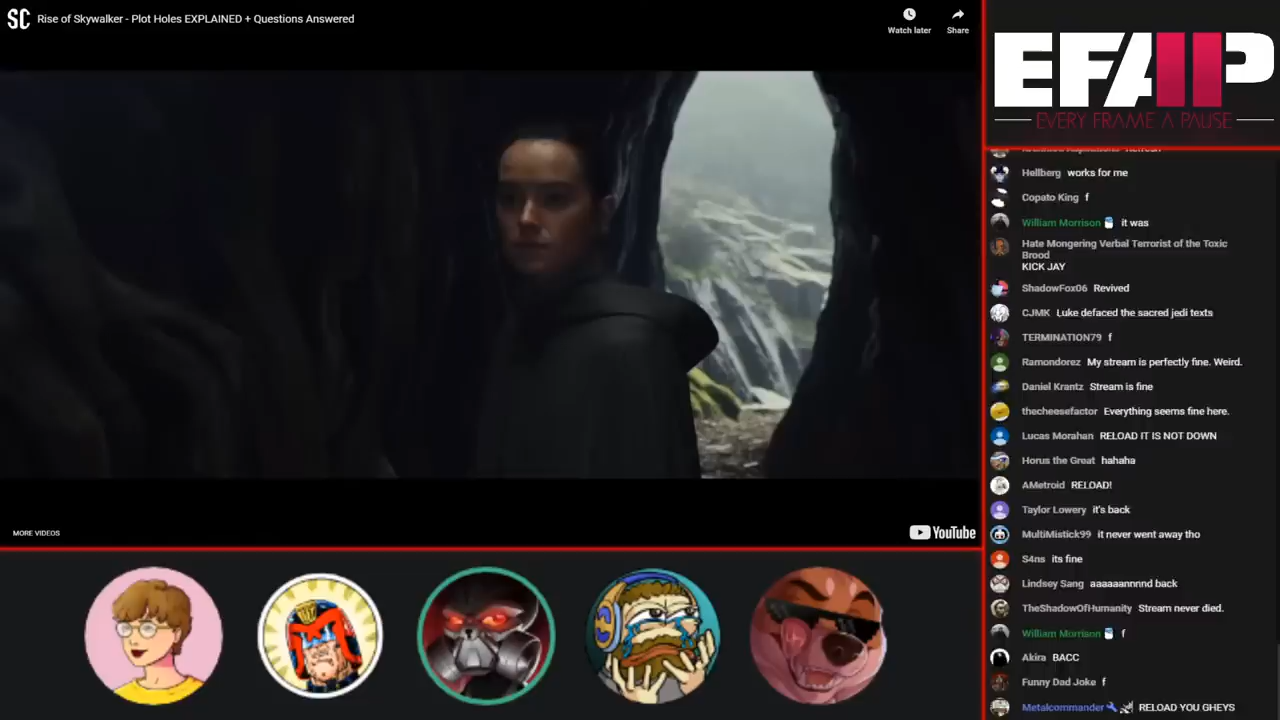 SC Rise of Skywalker - Plot Holes EXPLAINED + Questions Answered
Watch later
Share
EFAP
EVERY FRAME A PAUSE
Hellberg works for me
Copato King f
William Morrison it was
Hate Mongering Verbal Terrorist of the Toxic
Brood
KICK JAY
ShadowFox06 Revived
CJMK Luke defaced the sacred jedi texts
TERMINATION79 f
Ramondorez My stream is perfectly fine. Weird.
Daniel Krantz Stream is fine
thecheesefactor Everything seems fine here.
Lucas Morahan RELOAD IT IS NOT DOWN
Horus the Great hahaha
AMetroid RELOAD!
Taylor Lowery it's back
MultiMistick99 it never went away tho
S4ns its fine
Lindsey Sang aaaaaannnnd back
TheShadowOfHumanity Stream never died.
William Morrison f
Akira BACC
Funny Dad Joke f
Metalcommander RELOAD YOU GHEYS
MORE VIDEOS
YouTube